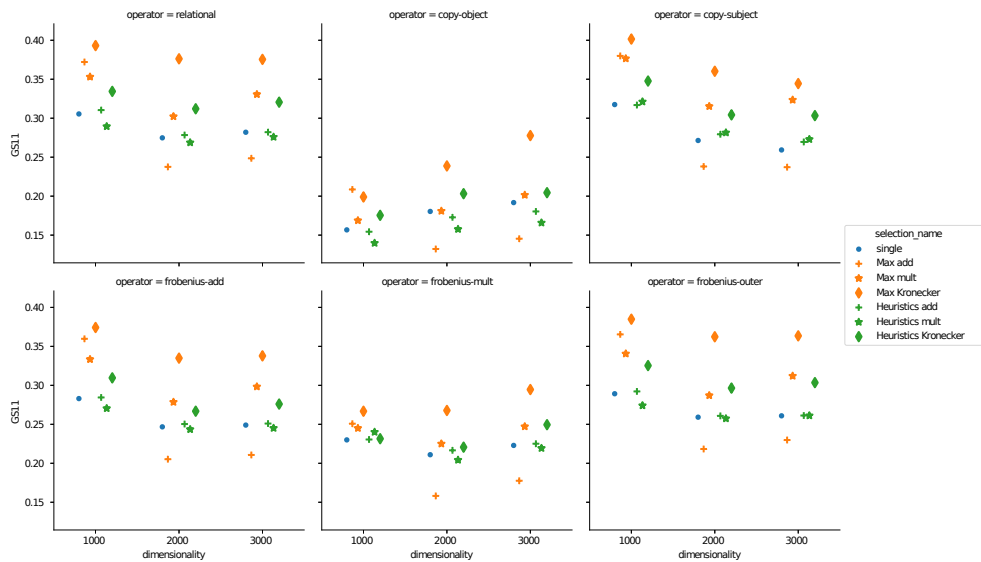 operator = relational
operator = copy-object
operator = copy-subject
0.40
0.35
0.30
0.25
0.20
0.15
GS11
operator = frobenius-add
operator = frobenius-mult
operator = frobenius-outer
0.40
0.35
0.30
0.25
0.20
0.15
GS11
1000 2000 3000
1000 2000 3000
1000 2000 3000
dimensionality
dimensionality
dimensionality
selection_name
single
Max add
Max mult
Max Kronecker
Heuristics add
Heuristics mult
Heuristics Kronecker